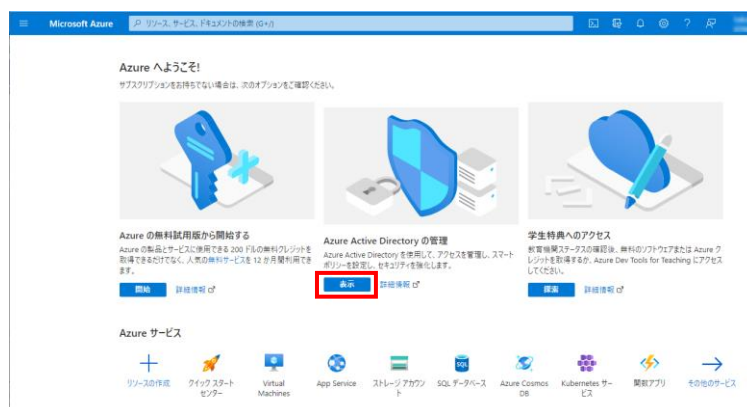 Microsoft Azure
リソース、サービス、ドキュメントの検索 (G+/)
Azure へようこそ!
サブスクリプションをお持ちでない場合は、次のオプションをご確認ください。
Azure の無料試用版から開始する
Azure の製品とサービスに使用できる 200 ドルの無料クレジットを
取得できるだけでなく、人気の無料サービスを 12 か月間利用でき
ます。
開始 詳細情報
Azure Active Directory の管理
Azure Active Directory を使用して、アクセスを管理し、スマート
ポリシーを設定し、セキュリティを強化します。
表示 詳細情報
学生特典へのアクセス
教育機関ステータスの確認後、無料のソフトウェアまたは Azure ク
レジットを取得するか、Azure Dev Tools for Teaching にアクセス
してください。
探索 詳細情報
Azure サービス
リソースの作成
クイック スタート
センター
Virtual
Machines
App Service
ストレージ アカウン
ト
SQL データベース
Azure Cosmos
DB
Kubernetes サー
ビス
関数アプリ
その他のサービス